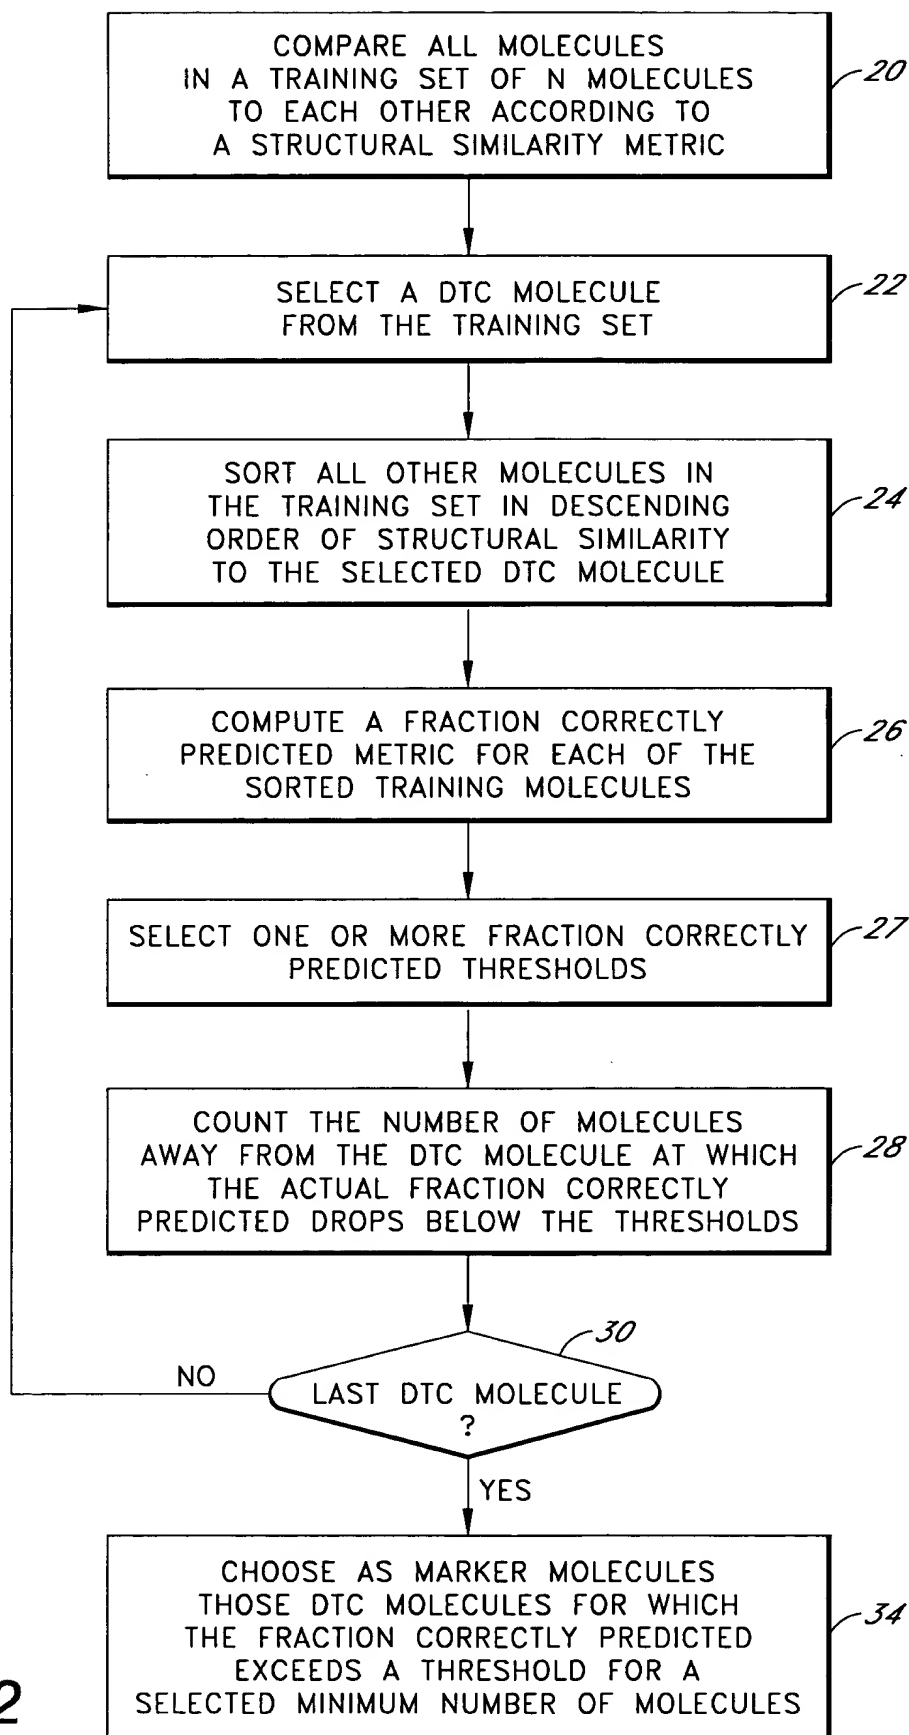 COMPARE ALL MOLECULES
IN A TRAINING SET OF N MOLECULES
TO EACH OTHER ACCORDING TO
A STRUCTURAL SIMILARITY METRIC
20
SELECT A DTC MOLECULE
FROM THE TRAINING SET
22
SORT ALL OTHER MOLECULES IN
THE TRAINING SET IN DESCENDING
ORDER OF STRUCTURAL SIMILARITY
TO THE SELECTED DTC MOLECULE
24
COMPUTE A FRACTION CORRECTLY
PREDICTED METRIC FOR EACH OF THE
SORTED TRAINING MOLECULES
26
SELECT ONE OR MORE FRACTION CORRECTLY
PREDICTED THRESHOLDS
27
COUNT THE NUMBER OF MOLECULES
AWAY FROM THE DTC MOLECULE AT WHICH
THE ACTUAL FRACTION CORRECTLY
PREDICTED DROPS BELOW THE THRESHOLDS
28
30
NO
LAST DTC MOLECULE
?
YES
CHOOSE AS MARKER MOLECULES
THOSE DTC MOLECULES FOR WHICH
THE FRACTION CORRECTLY PREDICTED
EXCEEDS A THRESHOLD FOR A
SELECTED MINIMUM NUMBER OF MOLECULES
34
2